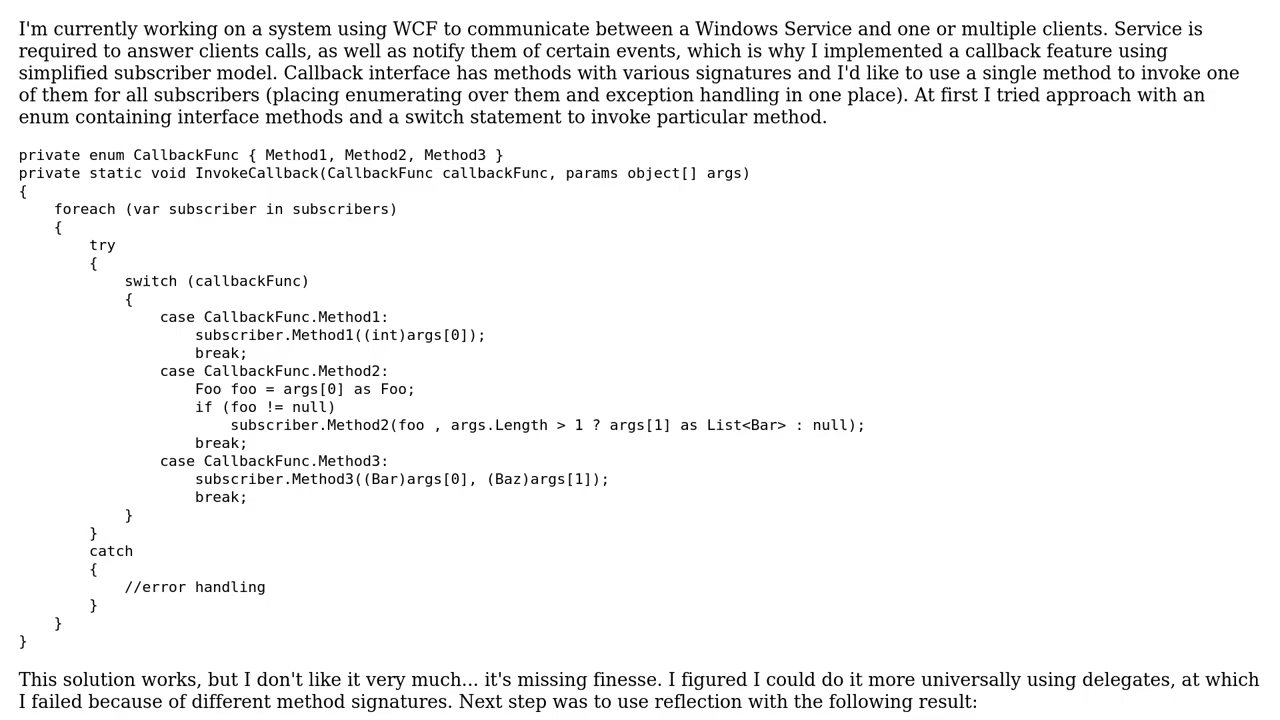 I'm currently working on a system using WCF to communicate between a Windows Service and one or multiple clients. Service is
required to answer clients calls, as well as notify them of certain events, which is why I implemented a callback feature using
simplified subscriber model. Callback interface has methods with various signatures and I'd like to use a single method to invoke one
of them for all subscribers (placing enumerating over them and exception handling in one place). At first I tried approach with an
enum containing interface methods and a switch statement to invoke particular method.
private enum CallbackFunc { Method1, Method2, Method3 }
private static void InvokeCallback(CallbackFunc callbackFunc, params object[] args)
{
    foreach (var subscriber in subscribers)
    {
        try
        {
            switch (callbackFunc)
            {
                case CallbackFunc.Method1:
                    subscriber.Method1((int)args[0]);
                    break;
                case CallbackFunc.Method2:
                    Foo foo = args[0] as Foo;
                    if (foo != null)
                        subscriber.Method2(foo , args.Length > 1 ? args[1] as List<Bar> : null);
                    break;
                case CallbackFunc.Method3:
                    subscriber.Method3((Bar)args[0], (Baz)args[1]);
                    break;
            }
        }
        catch
        {
            //error handling
        }
    }
}
This solution works, but I don't like it very much... it's missing finesse. I figured I could do it more universally using delegates, at which
I failed because of different method signatures. Next step was to use reflection with the following result: